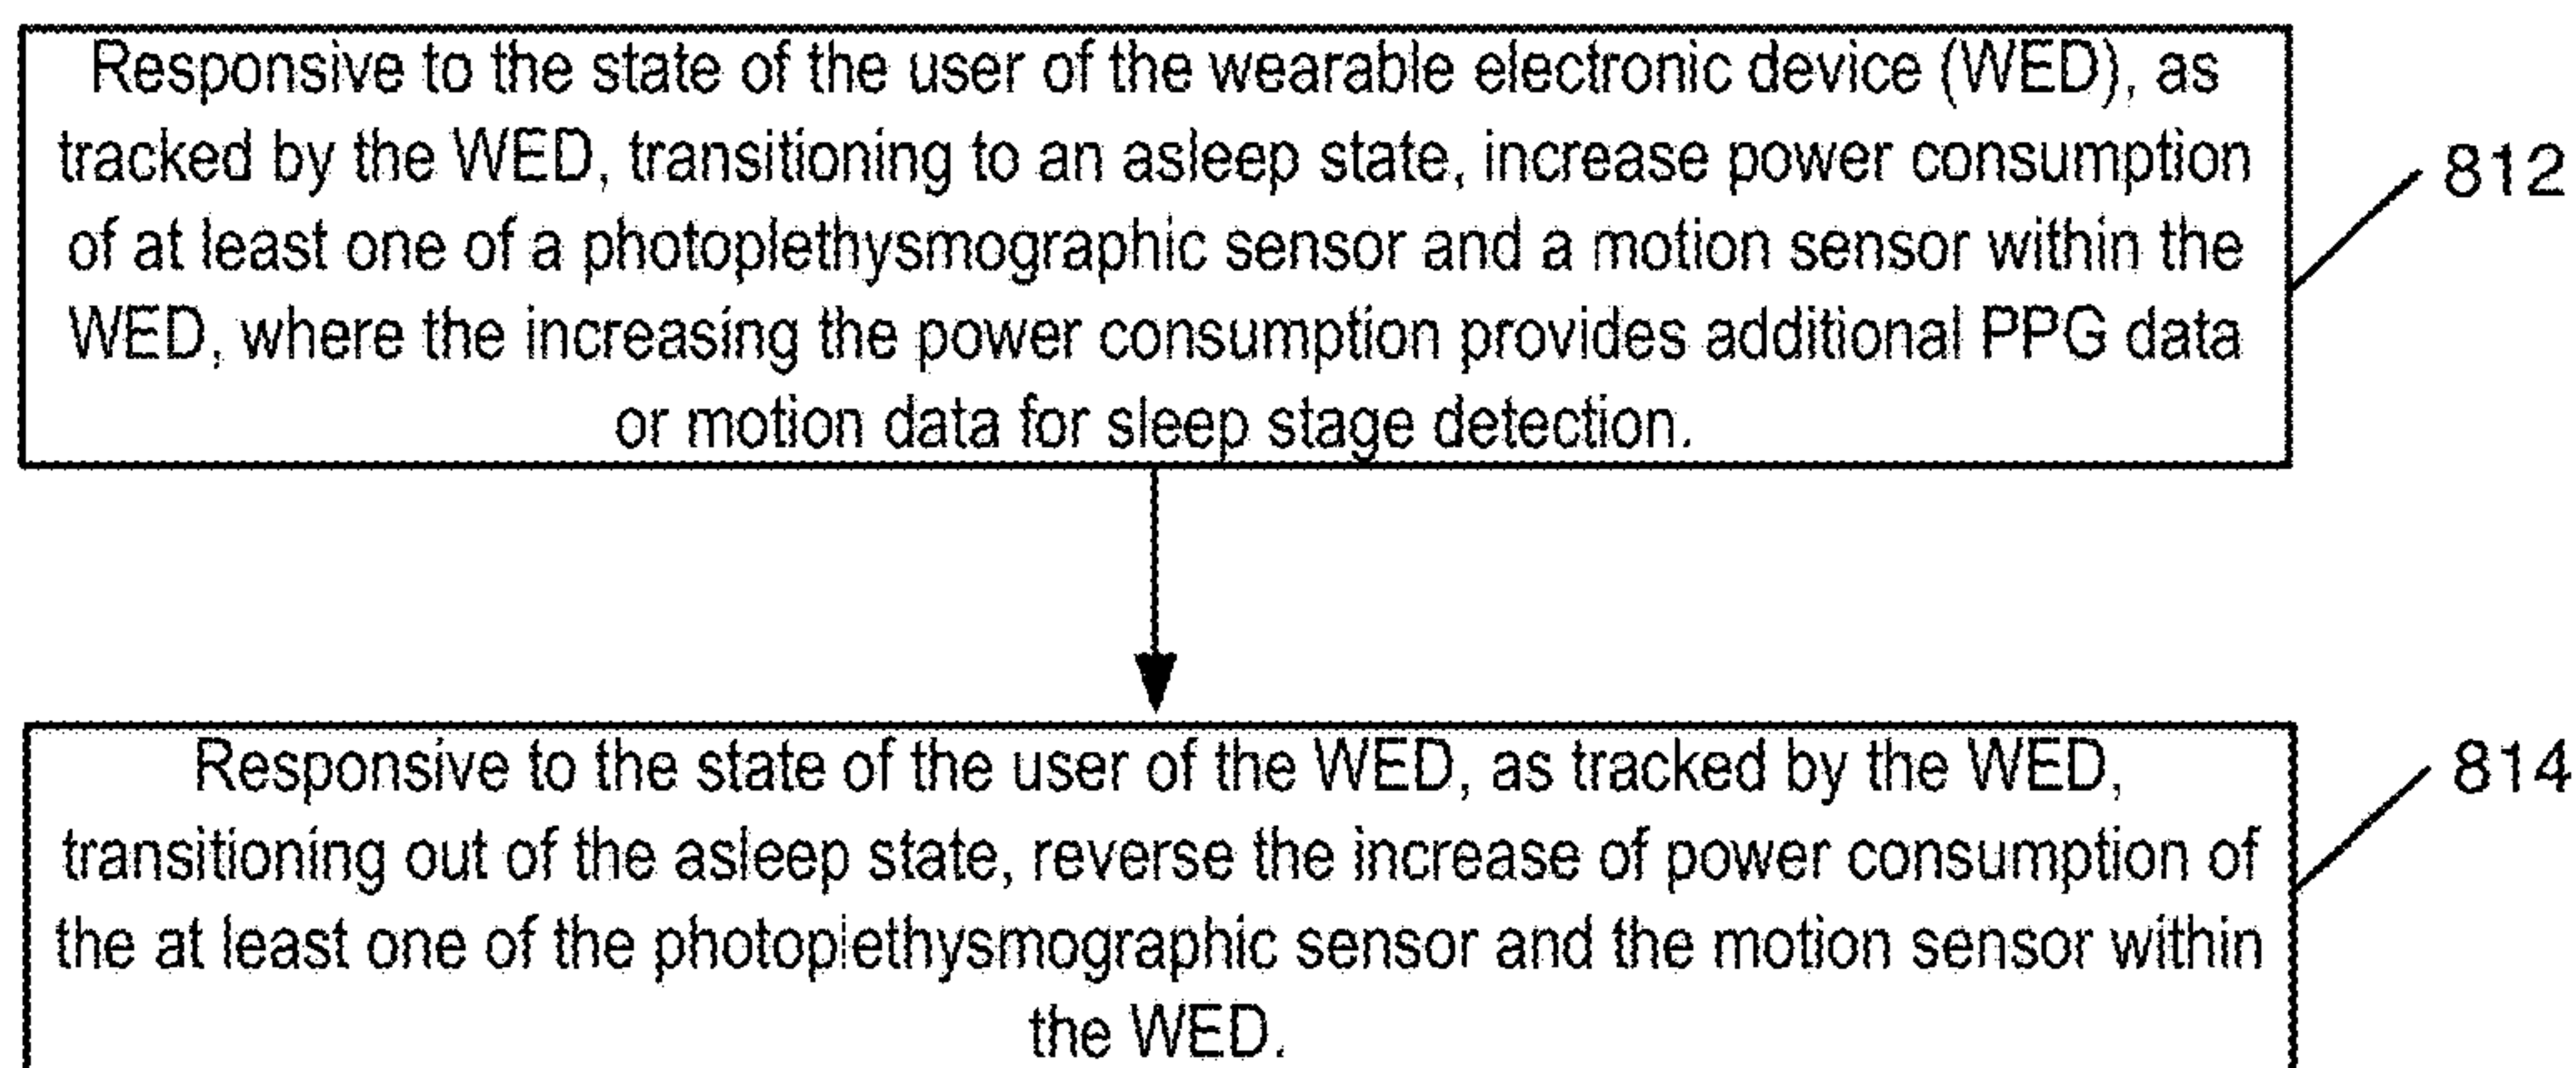 Responsive to the state of the user of the wearable electronic device (WED), as
tracked by the WED, transitioning to an asleep state, increase power consumption
of at least one of a photoplethysmographic sensor and a motion sensor within the
WED, where the increasing the power consumption provides additional PPG data
or motion data for sleep stage detection.
812
Responsive to the state of the user of the WED, as tracked by the WED,
transitioning out of the asleep state, reverse the increase of power consumption of
the at least one of the photoplethysmographic sensor and the motion sensor within
the WED.
814